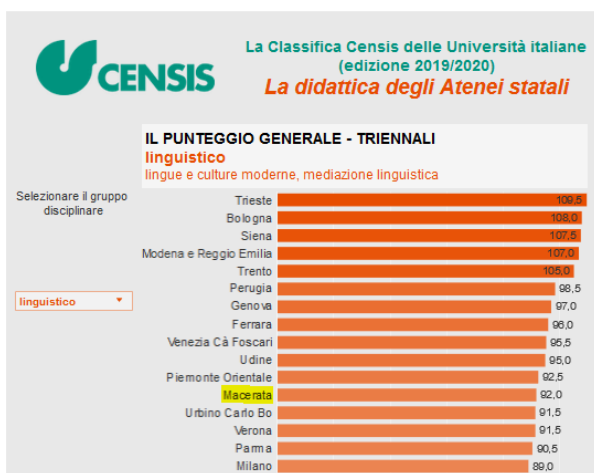 CENSIS
La Classifica Censis delle Università italiane
(edizione 2019/2020)
La didattica degli Atenei statali
IL PUNTEGGIO GENERALE - TRIENNALI
linguistico
lingue e culture moderne, mediazione linguistica
Selezionare il gruppo
disciplinare
linguistico
Trieste 109,5
Bologna 108,0
Siena 107,5
Modena e Reggio Emilia 107,0
Trento 105,0
Perugia 98,5
Genova 97,0
Ferrara 96,0
Venezia Cà Foscari 95,5
Udine 95,0
Piemonte Orientale 92,5
Macerata 92,0
Urbino Carlo Bo 91,5
Verona 91,5
Parma 90,5
Milano 89,0